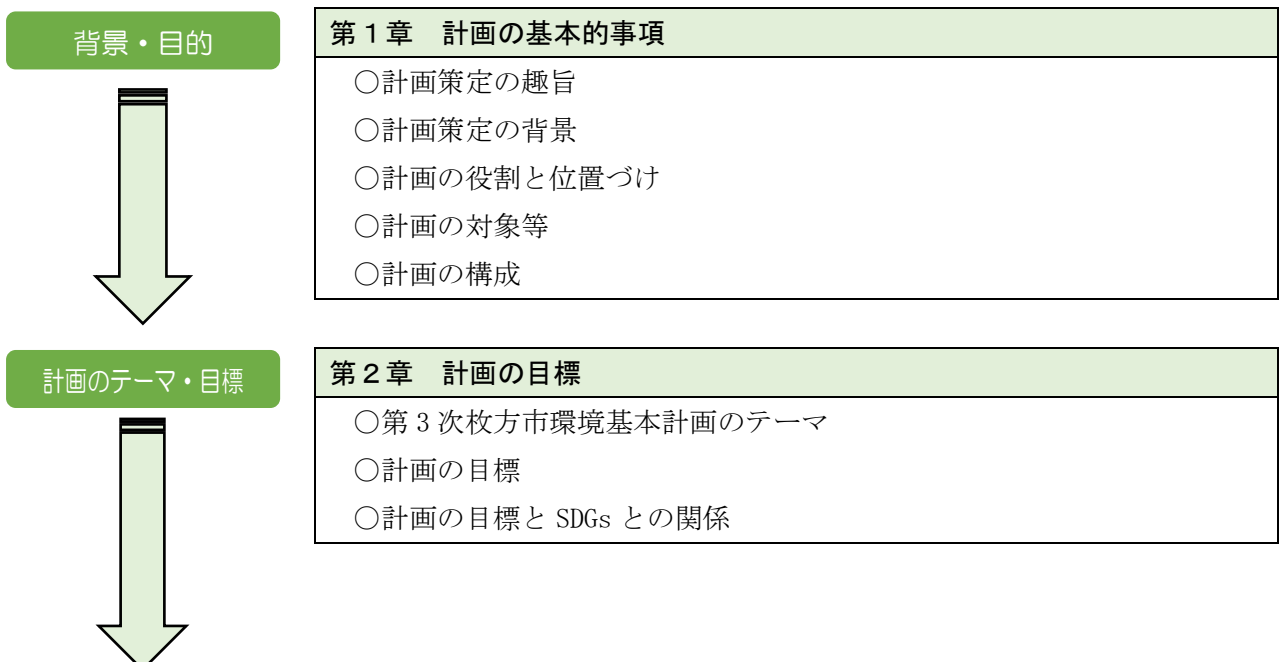 背景・目的
第１章　計画の基本的事項
○計画策定の趣旨
○計画策定の背景
○計画の役割と位置づけ
○計画の対象等
○計画の構成
計画のテーマ・目標
第２章　計画の目標
○第３次枚方市環境基本計画のテーマ
○計画の目標
○計画の目標と SDGs との関係